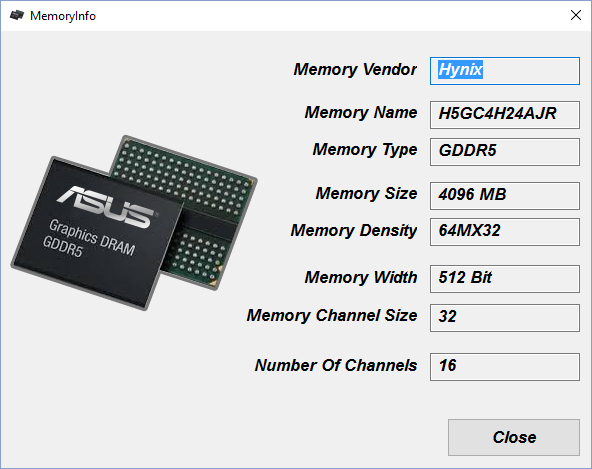 MemoryInfo
Memory Vendor Hynix
Memory Name H5GC4H24AJR
Memory Type GDDR5
Memory Size 4096 MB
Memory Density 64MX32
Memory Width 512 Bit
Memory Channel Size 32
Number Of Channels 16
ASUS
Graphics DRAM
GDDR5
Close